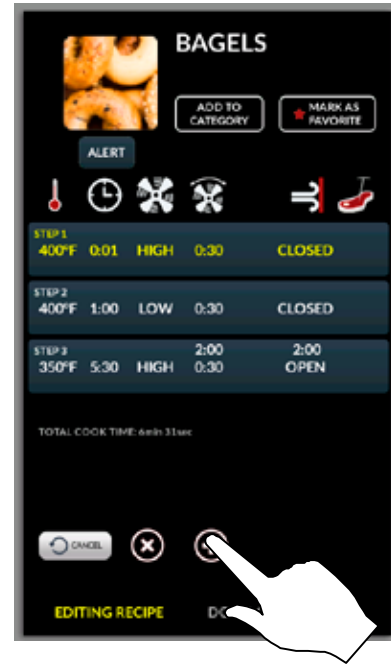 BAGELS
ADD TO
CATEGORY
MARK AS
FAVORITE
ALERT
STEP 1
400°F 0:01 HIGH 0:30 CLOSED
STEP 2
400°F 1:00 LOW 0:30 CLOSED
STEP 3
2:00 2:00
350°F 5:30 HIGH 0:30 OPEN
TOTAL COOK TIME: 6min 31sec
CANCEL
EDITING RECIPE